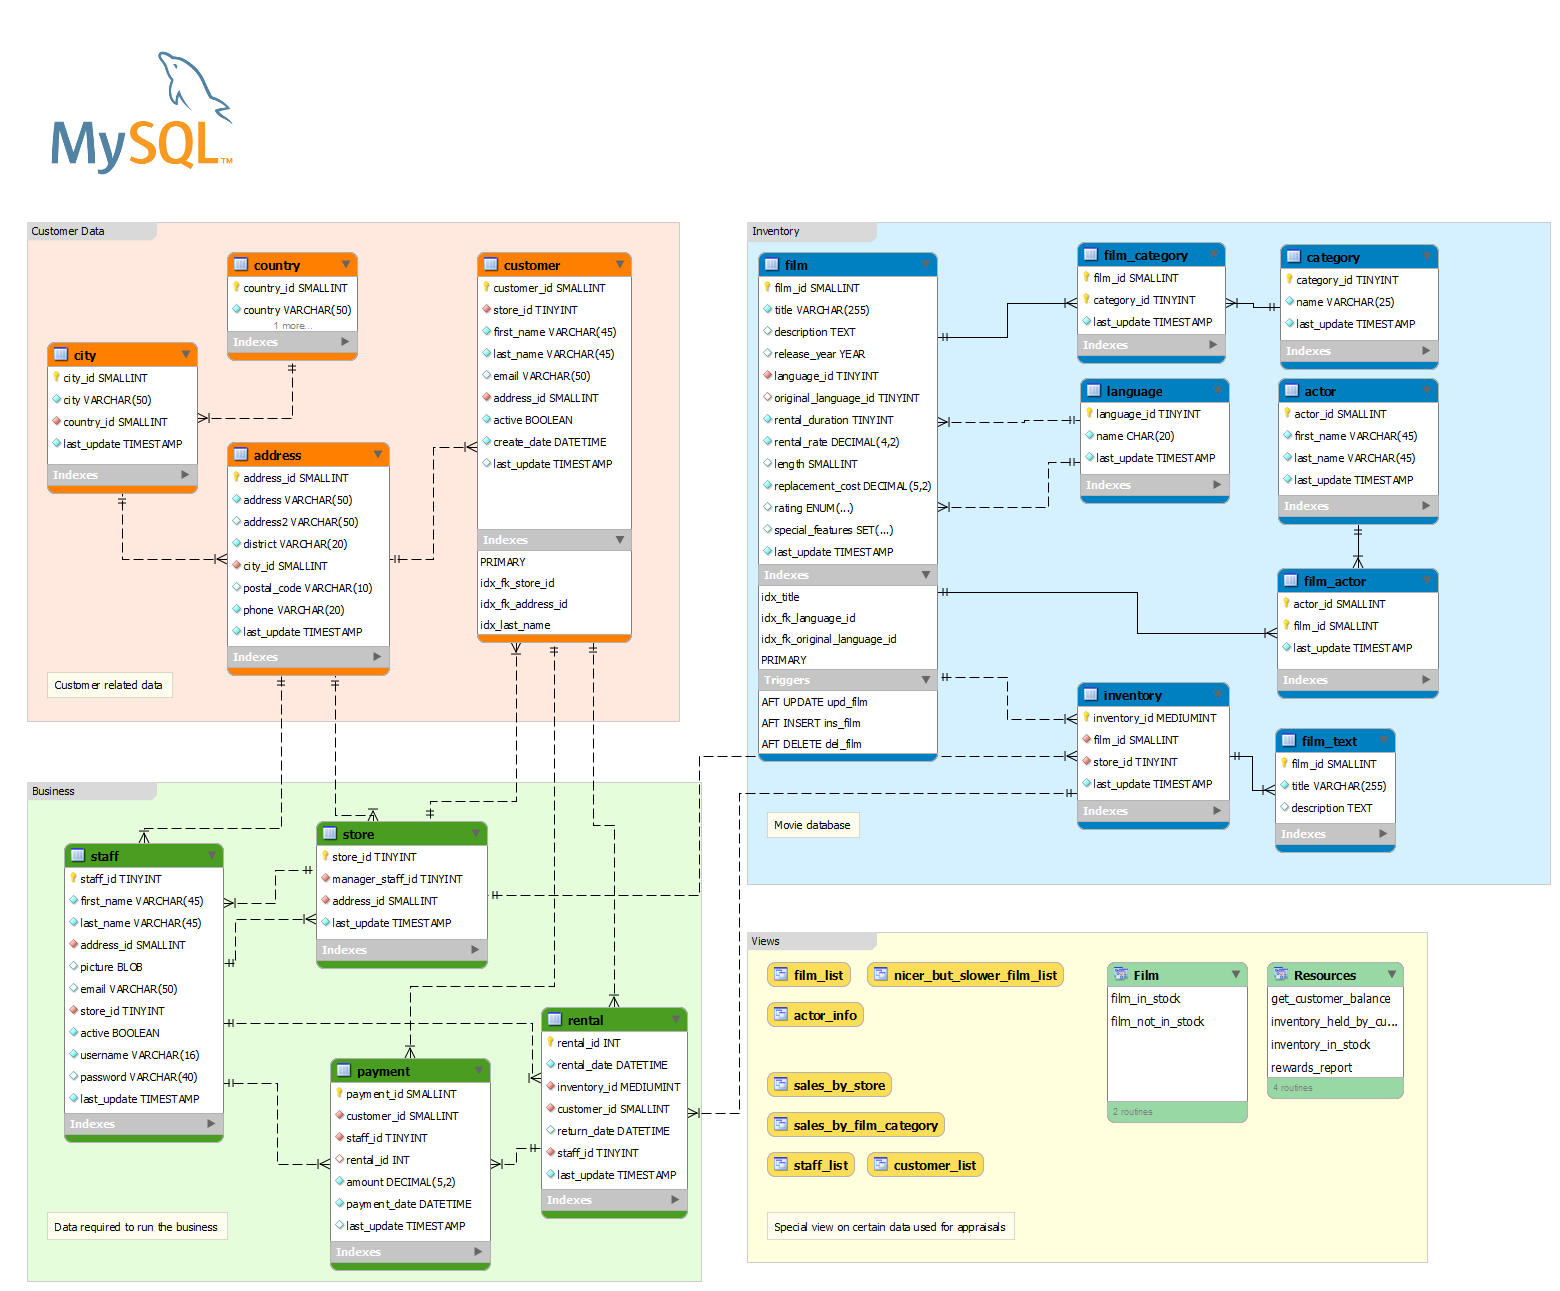 MySQL™
Customer Data
country
country_id SMALLINT
country VARCHAR(50)
1 more...
Indexes
city
city_id SMALLINT
city VARCHAR(50)
country_id SMALLINT
last_update TIMESTAMP
Indexes
address
address_id SMALLINT
address VARCHAR(50)
address2 VARCHAR(50)
district VARCHAR(20)
city_id SMALLINT
postal_code VARCHAR(10)
phone VARCHAR(20)
last_update TIMESTAMP
Indexes
customer
customer_id SMALLINT
store_id TINYINT
first_name VARCHAR(45)
last_name VARCHAR(45)
email VARCHAR(50)
address_id SMALLINT
active BOOLEAN
create_date DATETIME
last_update TIMESTAMP
Indexes
PRIMARY
idx_fk_store_id
idx_fk_address_id
idx_last_name
Customer related data
Inventory
film
film_id SMALLINT
title VARCHAR(255)
description TEXT
release_year YEAR
language_id TINYINT
original_language_id TINYINT
rental_duration TINYINT
rental_rate DECIMAL(4,2)
length SMALLINT
replacement_cost DECIMAL(5,2)
rating ENUM(...)
special_features SET(...)
last_update TIMESTAMP
Indexes
idx_title
idx_fk_language_id
idx_fk_original_language_id
PRIMARY
Triggers
AFT UPDATE upd_film
AFT INSERT ins_film
AFT DELETE del_film
film_category
film_id SMALLINT
category_id TINYINT
last_update TIMESTAMP
Indexes
category
category_id TINYINT
name VARCHAR(25)
last_update TIMESTAMP
Indexes
language
language_id TINYINT
name CHAR(20)
last_update TIMESTAMP
Indexes
actor
actor_id SMALLINT
first_name VARCHAR(45)
last_name VARCHAR(45)
last_update TIMESTAMP
Indexes
film_actor
actor_id SMALLINT
film_id SMALLINT
last_update TIMESTAMP
Indexes
inventory
inventory_id MEDIUMINT
film_id SMALLINT
store_id TINYINT
last_update TIMESTAMP
Indexes
film_text
film_id SMALLINT
title VARCHAR(255)
description TEXT
Indexes
Movie database
Business
staff
staff_id TINYINT
first_name VARCHAR(45)
last_name VARCHAR(45)
address_id SMALLINT
picture BLOB
email VARCHAR(50)
store_id TINYINT
active BOOLEAN
username VARCHAR(16)
password VARCHAR(40)
last_update TIMESTAMP
Indexes
store
store_id TINYINT
manager_staff_id TINYINT
address_id SMALLINT
last_update TIMESTAMP
Indexes
payment
payment_id SMALLINT
customer_id SMALLINT
staff_id TINYINT
rental_id INT
amount DECIMAL(5,2)
payment_date DATETIME
last_update TIMESTAMP
Indexes
rental
rental_id INT
rental_date DATETIME
inventory_id MEDIUMINT
customer_id SMALLINT
return_date DATETIME
staff_id TINYINT
last_update TIMESTAMP
Indexes
Data required to run the business
Views
film_list
nicer_but_slower_film_list
actor_info
sales_by_store
sales_by_film_category
staff_list
customer_list
Film
film_in_stock
film_not_in_stock
2 routines
Resources
get_customer_balance
inventory_held_by_cu...
inventory_in_stock
rewards_report
4 routines
Special view on certain data used for appraisals